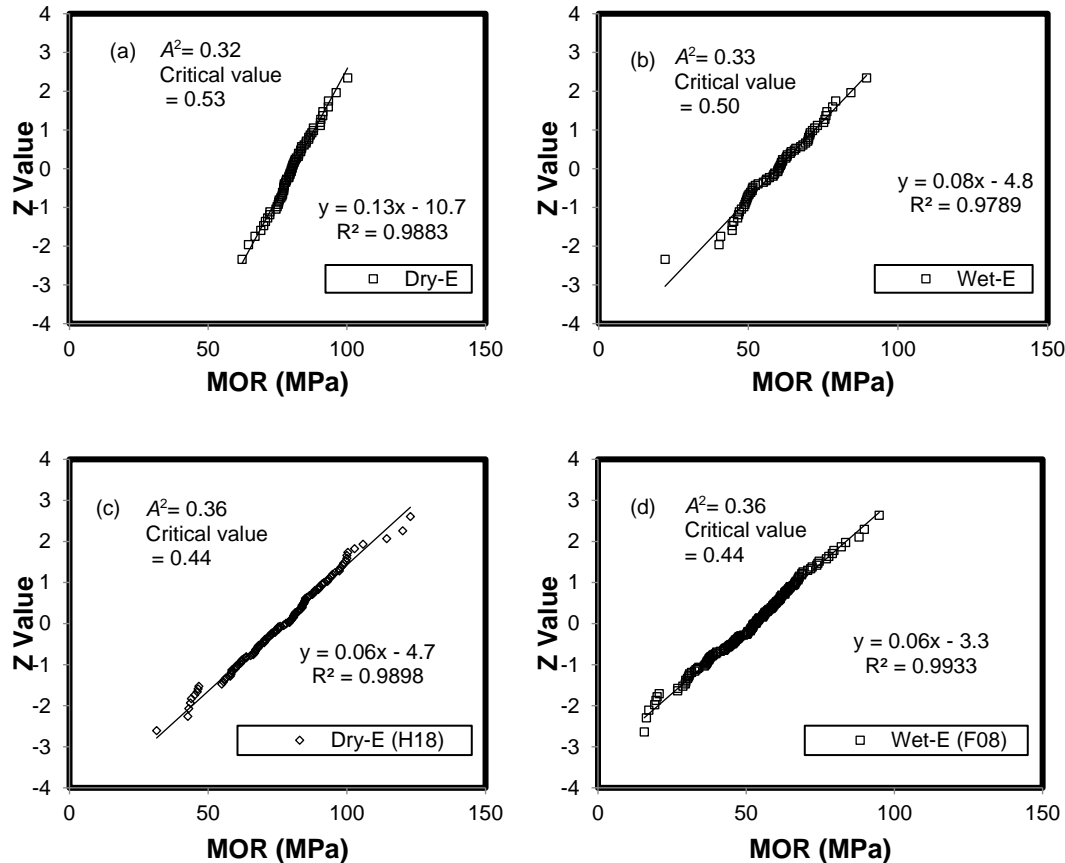 4
3
2
1
0
-1
-2
-3
-4
Z Value
(a)
A²= 0.32
Critical value
= 0.53
y = 0.13x - 10.7
R² = 0.9883
Dry-E
0 50 100 150
MOR (MPa)
4
3
2
1
0
-1
-2
-3
-4
Z Value
(b)
A²= 0.33
Critical value
= 0.50
y = 0.08x - 4.8
R² = 0.9789
Wet-E
0 50 100 150
MOR (MPa)
4
3
2
1
0
-1
-2
-3
-4
Z Value
(c)
A²= 0.36
Critical value
= 0.44
y = 0.06x - 4.7
R² = 0.9898
Dry-E (H18)
0 50 100 150
MOR (MPa)
4
3
2
1
0
-1
-2
-3
-4
Z Value
(d)
A²= 0.36
Critical value
= 0.44
y = 0.06x - 3.3
R² = 0.9933
Wet-E (F08)
0 50 100 150
MOR (MPa)